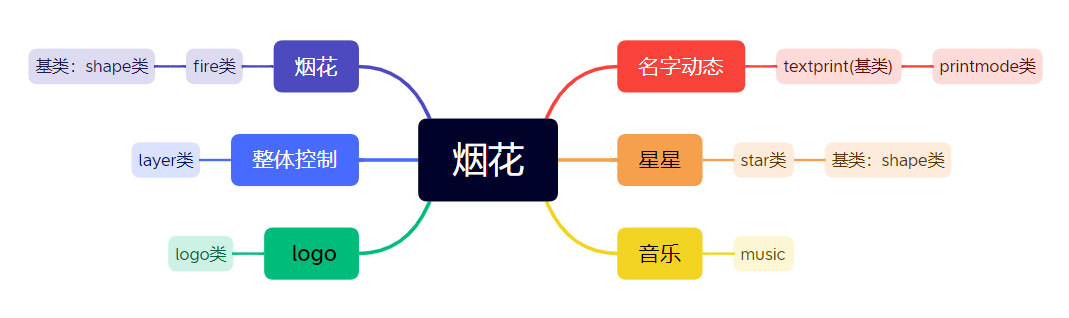 基类：shape类
fire类
烟花
名字动态
textprint(基类)
printmode类
layer类
整体控制
烟花
星星
star类
基类：shape类
logo类
logo
音乐
music